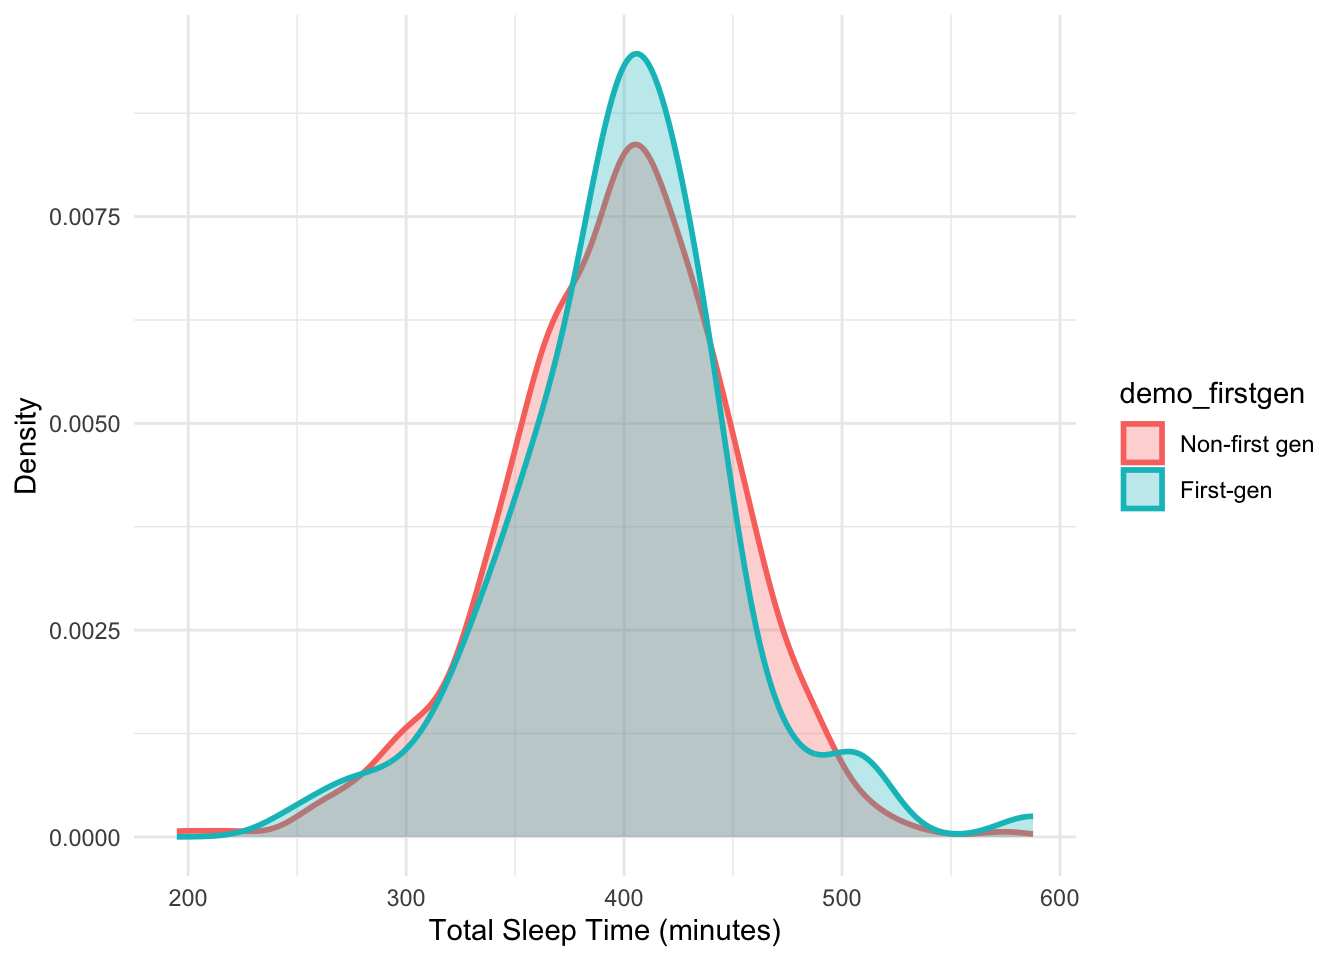 Density
0.0075
0.0050
0.0025
0.0000
200
300
400
500
600
Total Sleep Time (minutes)
demo_firstgen
Non-first gen
First-gen